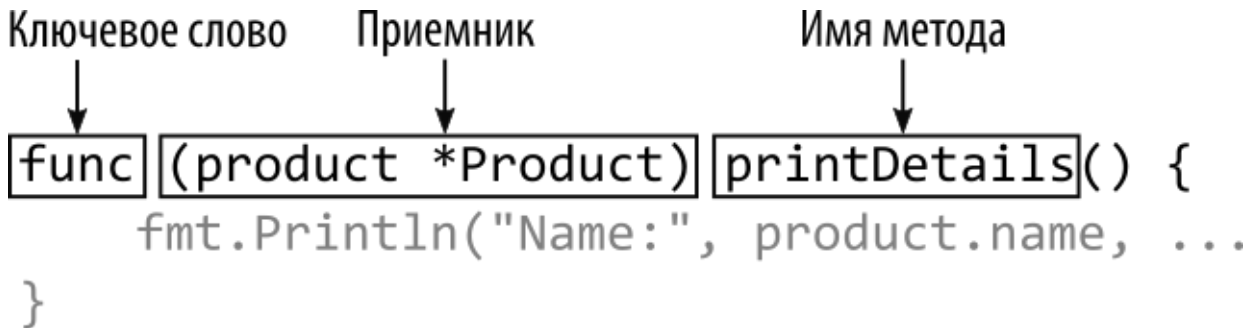 Ключевое слово Приемник Имя метода
func (product *Product) printDetails() {
fmt.Println("Name:", product.name, ...
}